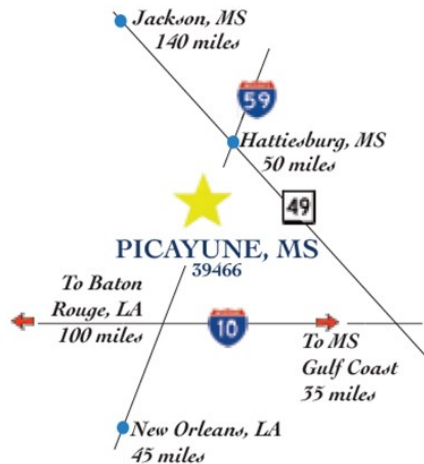 Jackson, MS
140 miles
59
Hattiesburg, MS
50 miles
49
PICAYUNE, MS
39466
To Baton
Rouge, LA
100 miles
10
To MS
Gulf Coast
35 miles
New Orleans, LA
45 miles